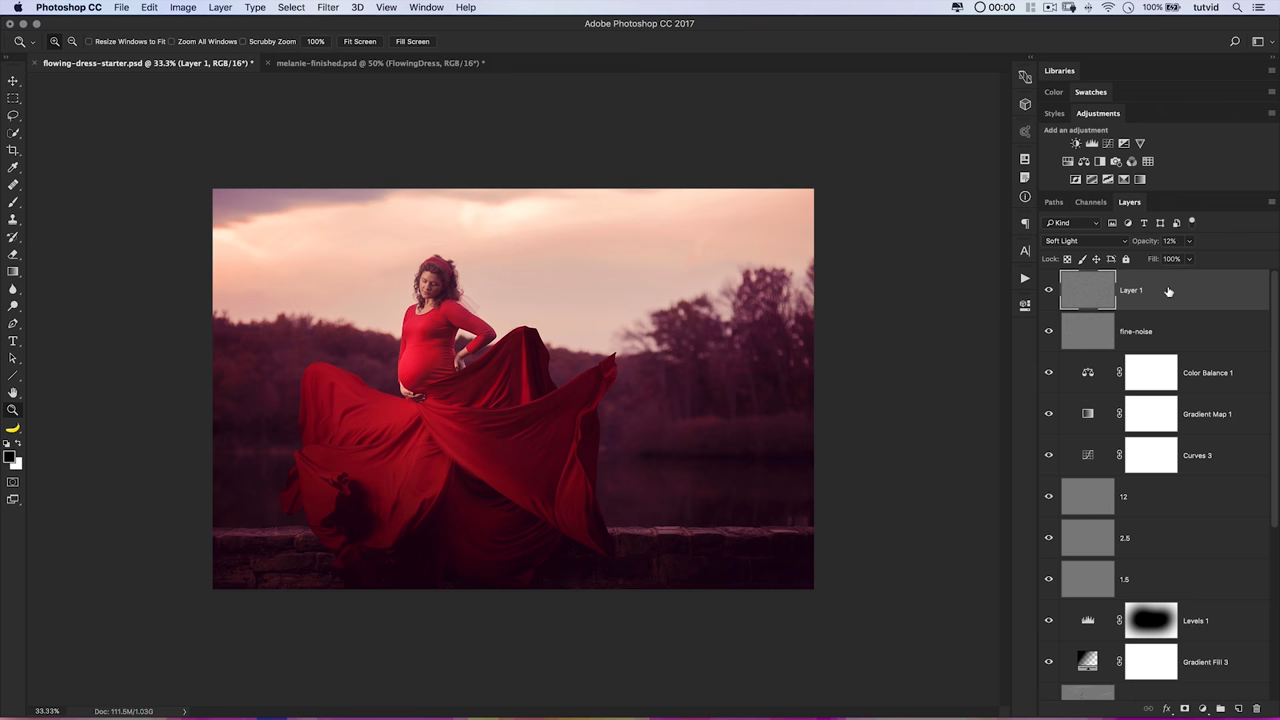 Photoshop CC File Edit Image Layer Type Select Filter 3D View Window Help 00:00 100% tutvid
Adobe Photoshop CC 2017
Resize Windows to Fit Zoom All Windows Scrubby Zoom 100% Fit Screen Fill Screen
flowing-dress-starter.psd @ 33.3% (Layer 1, RGB/16*) * melanie-finished.psd @ 50% (FlowingDress, RGB/16*) *
Libraries
Color Swatches
Styles Adjustments
Add an adjustment
Paths Channels Layers
Kind
Soft Light Opacity: 12%
Lock: Fill: 100%
Layer 1
fine-noise
Color Balance 1
Gradient Map 1
Curves 3
12
2.5
1.5
Levels 1
Gradient Fill 3
33.33% Doc: 111.5M/1.03G